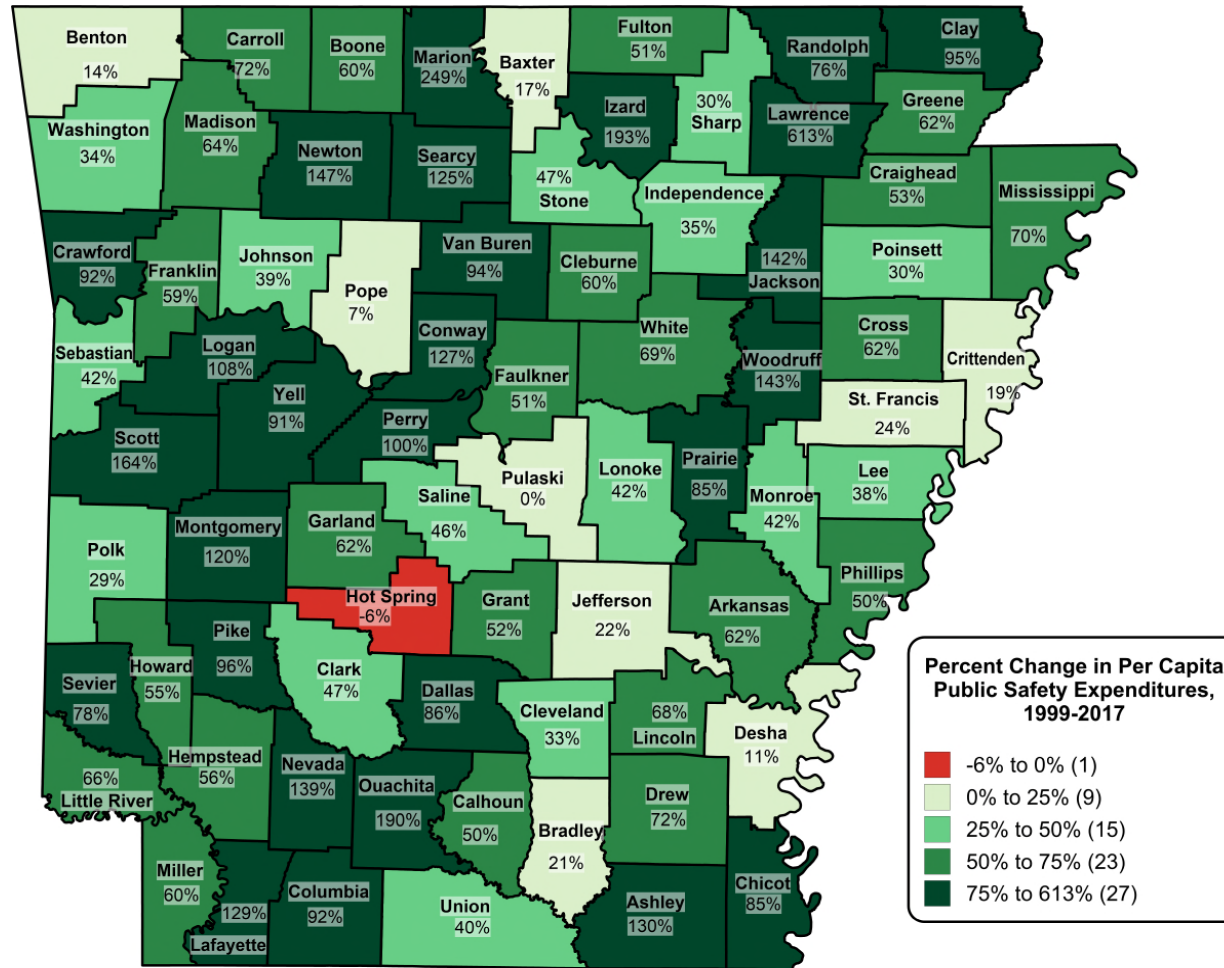 Benton
14%
Carroll
72%
Boone
60%
Marion
249%
Baxter
17%
Fulton
51%
30%
Sharp
Randolph
76%
Clay
95%
Washington
34%
Madison
64%
Newton
147%
Searcy
125%
Izard
193%
Lawrence
613%
Greene
62%
47%
Stone
Independence
35%
Craighead
53%
Mississippi
70%
Crawford
92%
Franklin
59%
Johnson
39%
Pope
7%
Van Buren
94%
Cleburne
60%
142%
Jackson
Poinsett
30%
Sebastian
42%
Logan
108%
Conway
127%
White
69%
Woodruff
143%
Cross
62%
Crittenden
19%
Yell
91%
Faulkner
51%
St. Francis
24%
Scott
164%
Perry
100%
Pulaski
0%
Lonoke
42%
Prairie
85%
Monroe
42%
Lee
38%
Polk
29%
Montgomery
120%
Garland
62%
Saline
46%
Phillips
50%
Hot Spring
-6%
Grant
52%
Jefferson
22%
Arkansas
62%
Sevier
78%
Howard
55%
Pike
96%
Clark
47%
Dallas
86%
Cleveland
33%
68%
Lincoln
Desha
11%
66%
Little River
Hempstead
56%
Nevada
139%
Ouachita
190%
Calhoun
50%
Bradley
21%
Drew
72%
Miller
60%
129%
Lafayette
Columbia
92%
Union
40%
Ashley
130%
Chicot
85%
Percent Change in Per Capita
Public Safety Expenditures,
1999-2017
-6% to 0% (1)
0% to 25% (9)
25% to 50% (15)
50% to 75% (23)
75% to 613% (27)